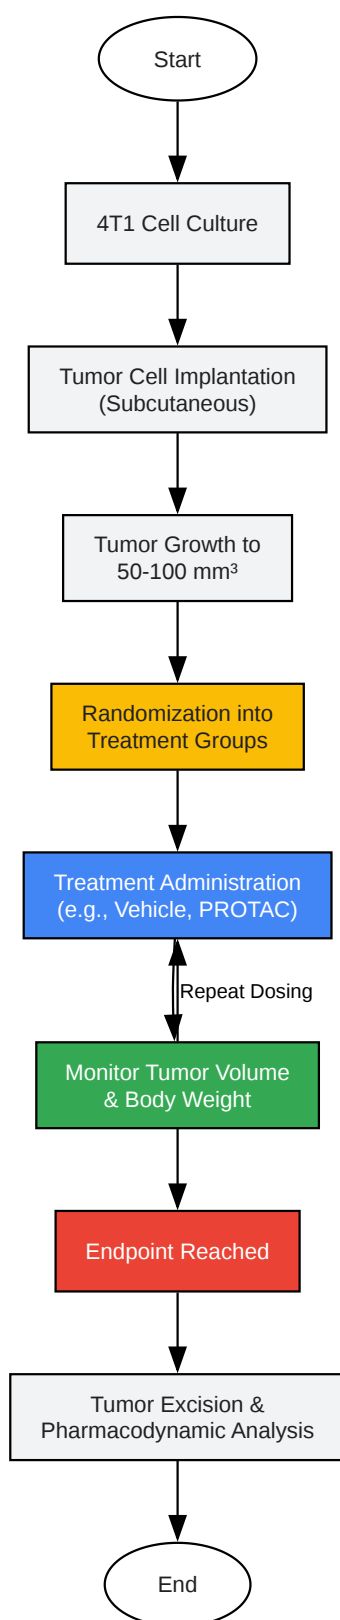 Start
4T1 Cell Culture
Tumor Cell Implantation
(Subcutaneous)
Tumor Growth to
50-100 mm³
Randomization into
Treatment Groups
Treatment Administration
(e.g., Vehicle, PROTAC)
Repeat Dosing
Monitor Tumor Volume
& Body Weight
Endpoint Reached
Tumor Excision &
Pharmacodynamic Analysis
End